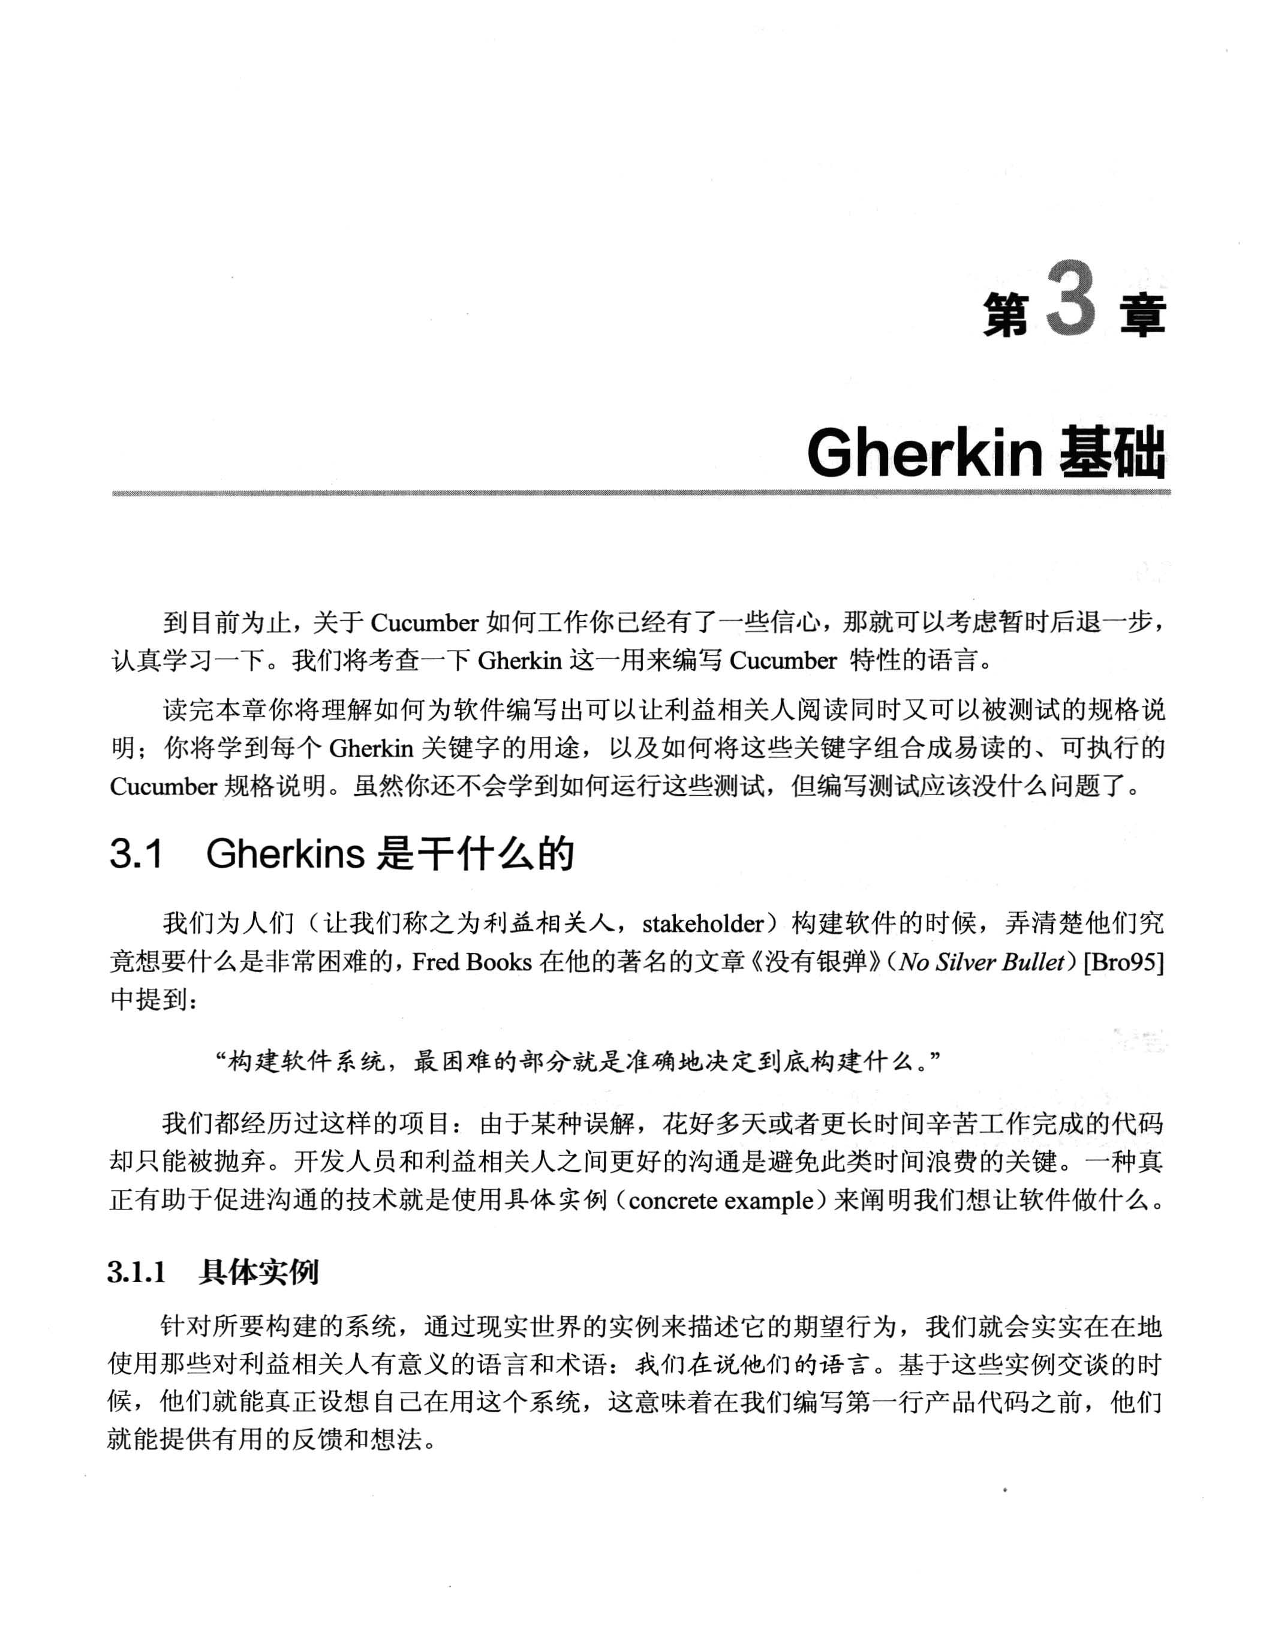 第3章
Gherkin 基础
到目前为止，关于 Cucumber 如何工作你已经有了一些信心，那就可以考虑暂时后退一步，
认真学习一下。我们将考查一下 Gherkin 这一用来编写 Cucumber 特性的语言。
读完本章你将理解如何为软件编写出可以让利益相关人阅读同时又可以被测试的规格说
明；你将学到每个 Gherkin 关键字的用途，以及如何将这些关键字组合成易读的、可执行的
Cucumber 规格说明。虽然你还不会学到如何运行这些测试，但编写测试应该没什么问题了。
3.1 Gherkins 是干什么的
我们为人们（让我们称之为利益相关人，stakeholder）构建软件的时候，弄清楚他们究
竟想要什么是非常困难的，Fred Books 在他的著名的文章《没有银弹》（No Silver Bullet）[Bro95]
中提到：
“构建软件系统，最困难的部分就是准确地决定到底构建什么。”
我们都经历过这样的项目：由于某种误解，花好多天或者更长时间辛苦工作完成的代码
却只能被抛弃。开发人员和利益相关人之间更好的沟通是避免此类时间浪费的关键。一种真
正有助于促进沟通的技术就是使用具体实例（concrete example）来阐明我们想让软件做什么。
3.1.1 具体实例
针对所要构建的系统，通过现实世界的实例来描述它的期望行为，我们就会实实在在地
使用那些对利益相关人有意义的语言和术语：我们在说他们的语言。基于这些实例交谈的时
候，他们就能真正设想自己在用这个系统，这意味着在我们编写第一行产品代码之前，他们
就能提供有用的反馈和想法。